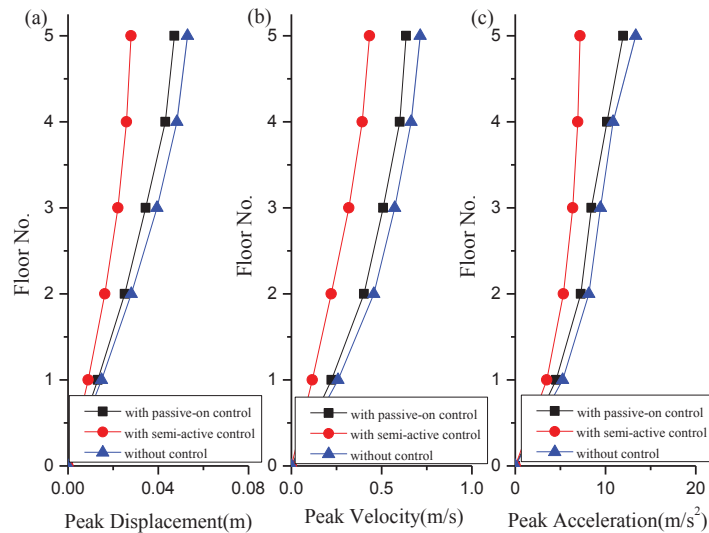 (a)
5
4
3
2
1
0
Floor No.
with passive-on control
with semi-active control
without control
0.00
0.04
0.08
Peak Displacement(m)
(b)
5
4
3
2
1
0
Floor No.
with passive-on control
with semi-active control
without control
0.0
0.5
1.0
Peak Velocity(m/s)
(c)
5
4
3
2
1
0
Floor No.
with passive-on control
with semi-active control
without control
0
10
20
Peak Acceleration(m/s²)